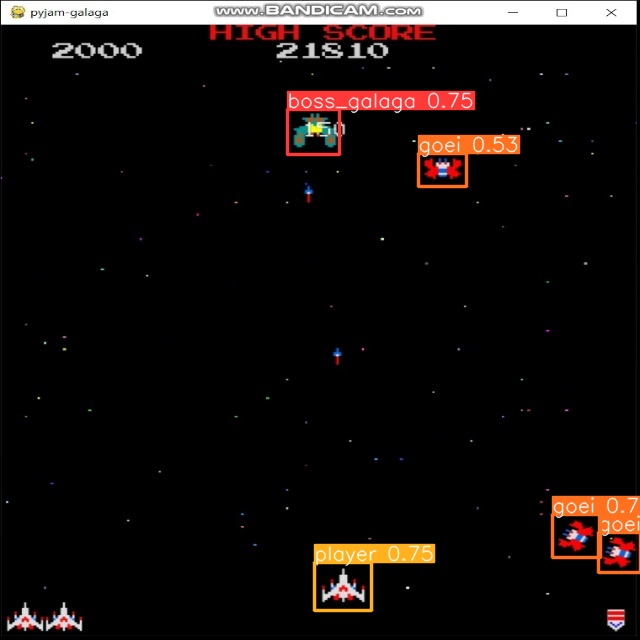 pyjam-galaga
www.BANDICAM.com
HIGH SCORE
2000 21810
boss_galaga 0.75
150
goei 0.53
goei 0.7
goei
player 0.75